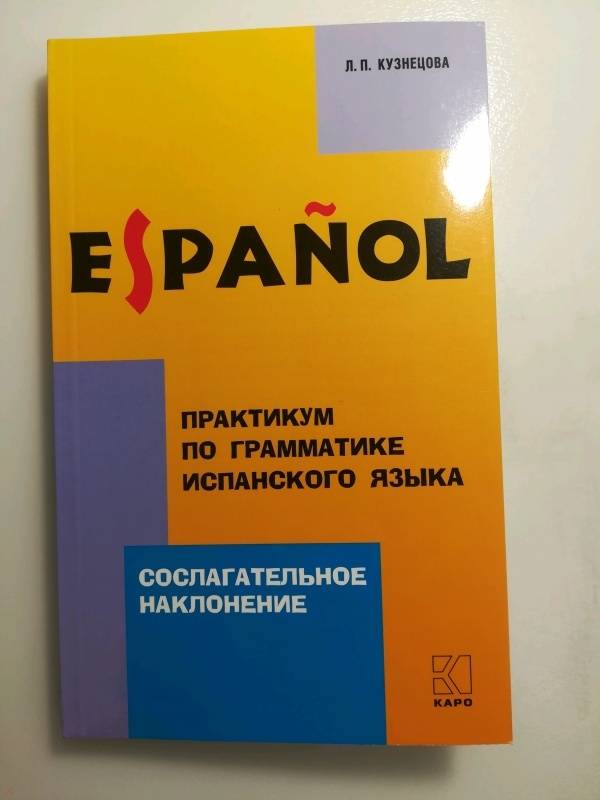 Л. П. КУЗНЕЦОВА
ESPAÑOL
ПРАКТИКУМ
ПО ГРАММАТИКЕ
ИСПАНСКОГО ЯЗЫКА
СОСЛАГАТЕЛЬНОЕ
НАКЛОНЕНИЕ
КАРО